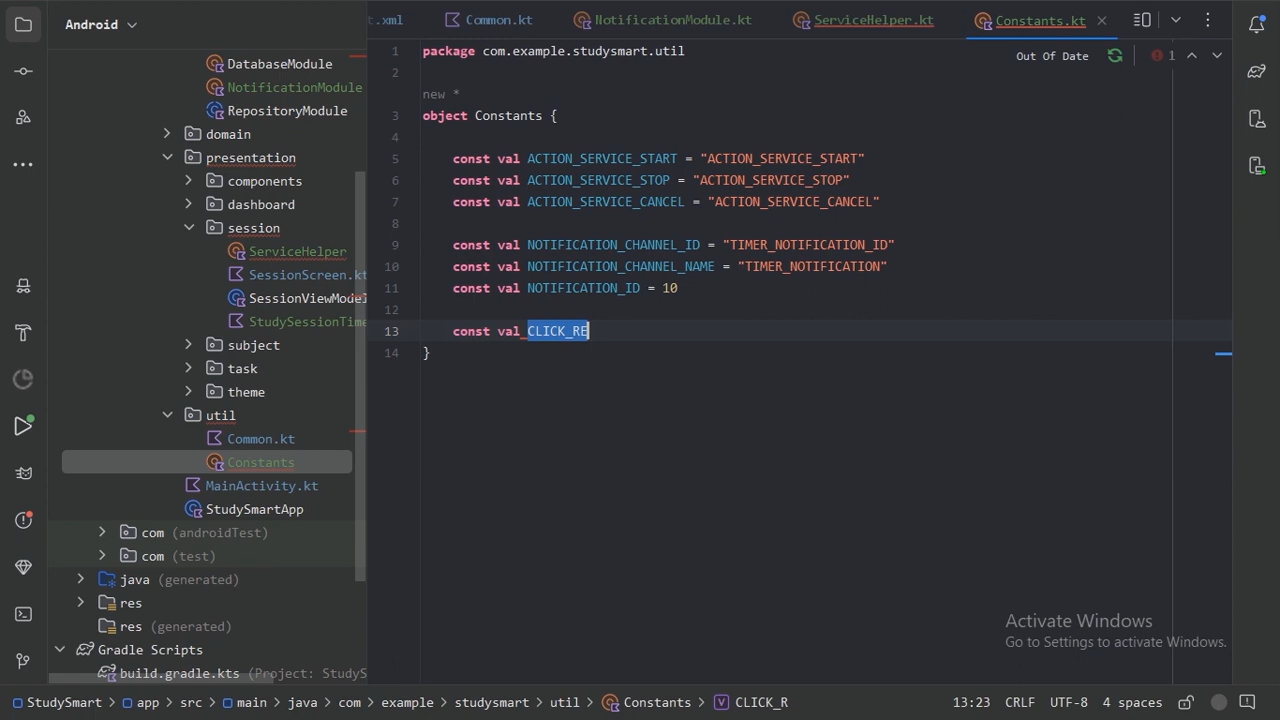 Android
t.xml
Common.kt
NotificationModule.kt
ServiceHelper.kt
Constants.kt
DatabaseModule
NotificationModule
RepositoryModule
domain
presentation
components
dashboard
session
ServiceHelper
SessionScreen.kt
SessionViewModel
StudySessionTime
subject
task
theme
util
Common.kt
Constants
MainActivity.kt
StudySmartApp
com (androidTest)
com (test)
java (generated)
res
res (generated)
Gradle Scripts
build.gradle.kts (Project: StudyS
Out Of Date
1
1 package com.example.studysmart.util
2
new *
3 object Constants {
4
5 const val ACTION_SERVICE_START = "ACTION_SERVICE_START"
6 const val ACTION_SERVICE_STOP = "ACTION_SERVICE_STOP"
7 const val ACTION_SERVICE_CANCEL = "ACTION_SERVICE_CANCEL"
8
9 const val NOTIFICATION_CHANNEL_ID = "TIMER_NOTIFICATION_ID"
10 const val NOTIFICATION_CHANNEL_NAME = "TIMER_NOTIFICATION"
11 const val NOTIFICATION_ID = 10
12
13 const val CLICK_RE
14 }
Activate Windows
Go to Settings to activate Windows.
StudySmart app src main java com example studysmart util Constants CLICK_R 13:23 CRLF UTF-8 4 spaces